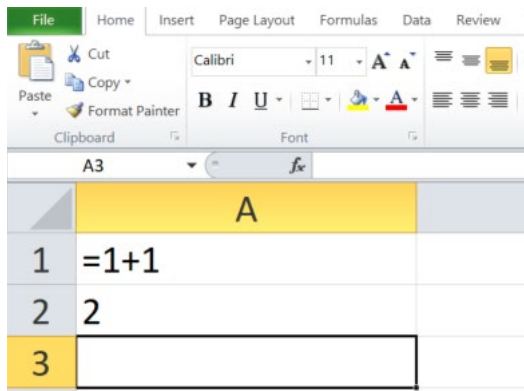 File Home Insert Page Layout Formulas Data Review
Cut
Calibri 11 A A
Copy
Paste
Format Painter
B I U A
Clipboard Font
A3 fx
A
1 =1+1
2 2
3